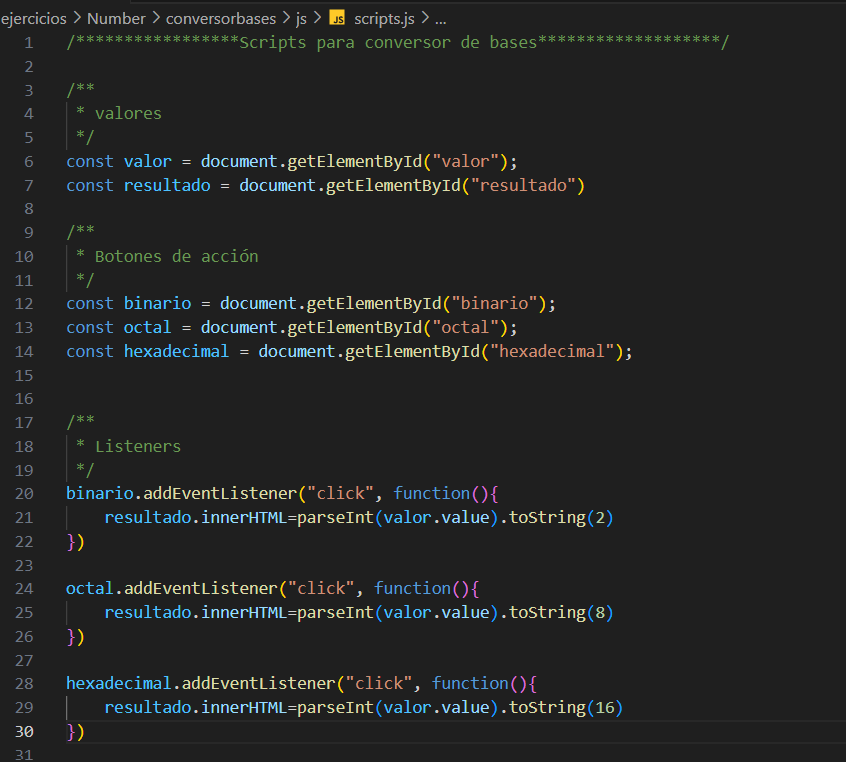 ejercicios > Number > conversorbases > js > JS scripts.js > ...
1 /*****************Scripts para conversor de bases*******************/
2
3 /**
4  * valores
5  */
6 const valor = document.getElementById("valor");
7 const resultado = document.getElementById("resultado")
8
9 /**
10  * Botones de acción
11  */
12 const binario = document.getElementById("binario");
13 const octal = document.getElementById("octal");
14 const hexadecimal = document.getElementById("hexadecimal");
15
16
17 /**
18  * Listeners
19  */
20 binario.addEventListener("click", function(){
21     resultado.innerHTML=parseInt(valor.value).toString(2)
22 })
23
24 octal.addEventListener("click", function(){
25     resultado.innerHTML=parseInt(valor.value).toString(8)
26 })
27
28 hexadecimal.addEventListener("click", function(){
29     resultado.innerHTML=parseInt(valor.value).toString(16)
30 })
31